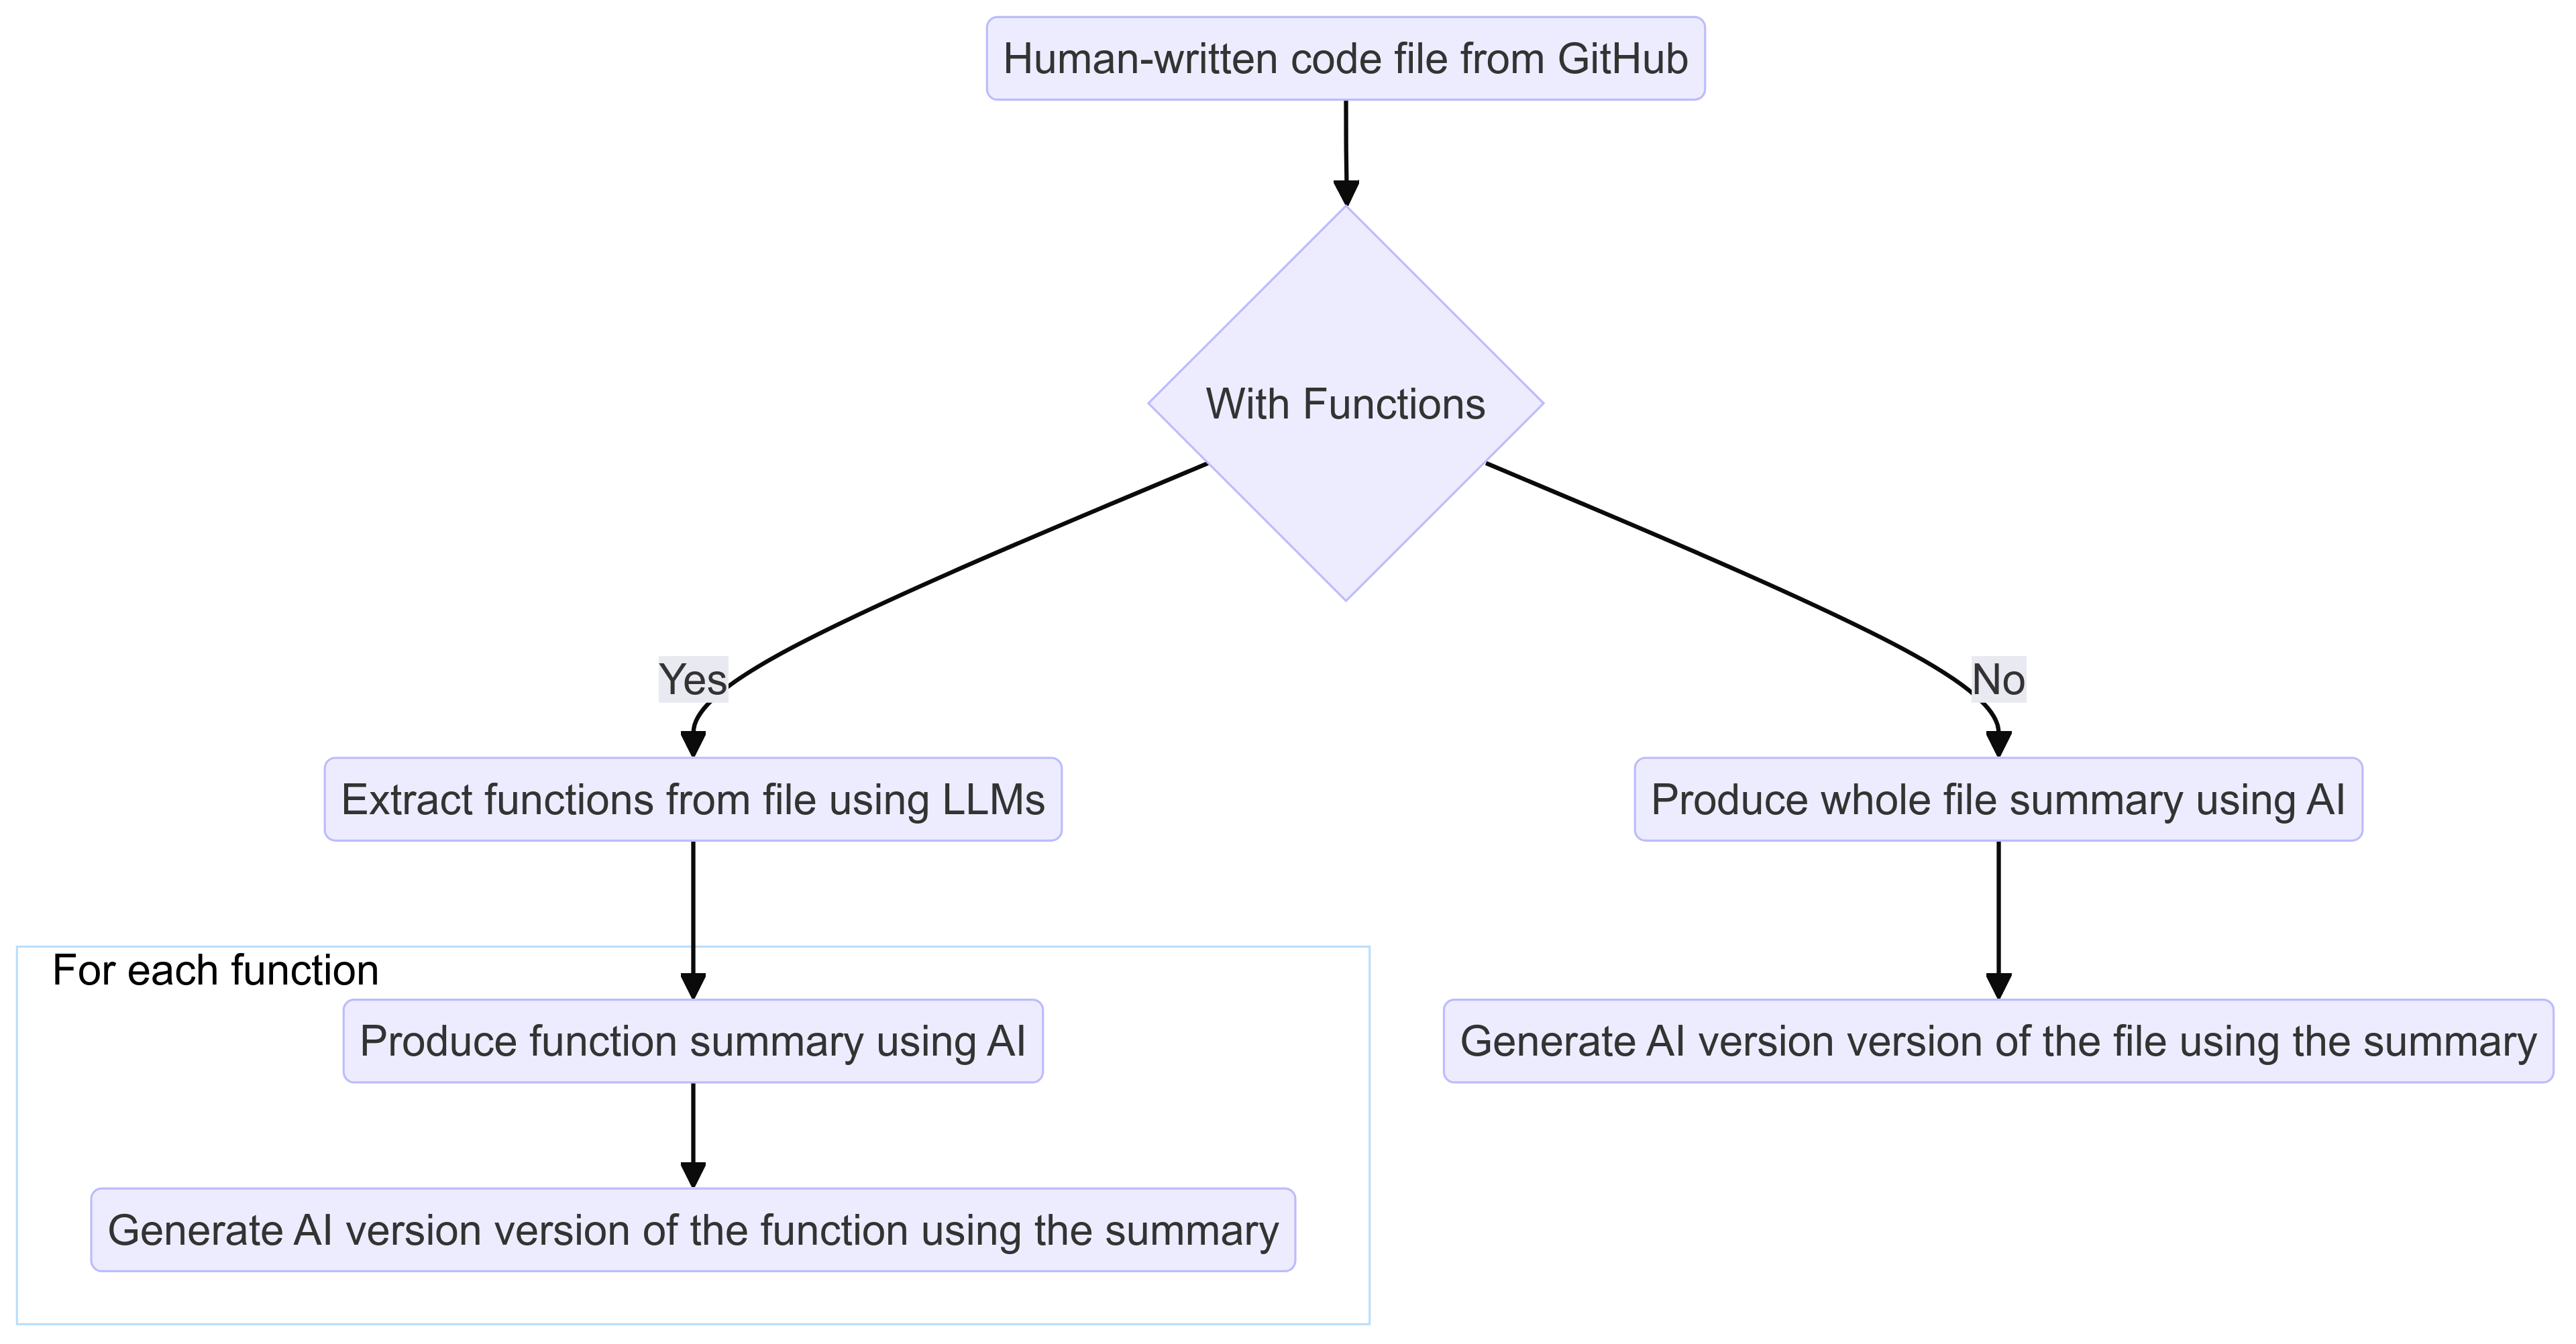 Human-written code file from GitHub
With Functions
Yes
No
Extract functions from file using LLMs
Produce whole file summary using AI
For each function
Produce function summary using AI
Generate AI version version of the file using the summary
Generate AI version version of the function using the summary